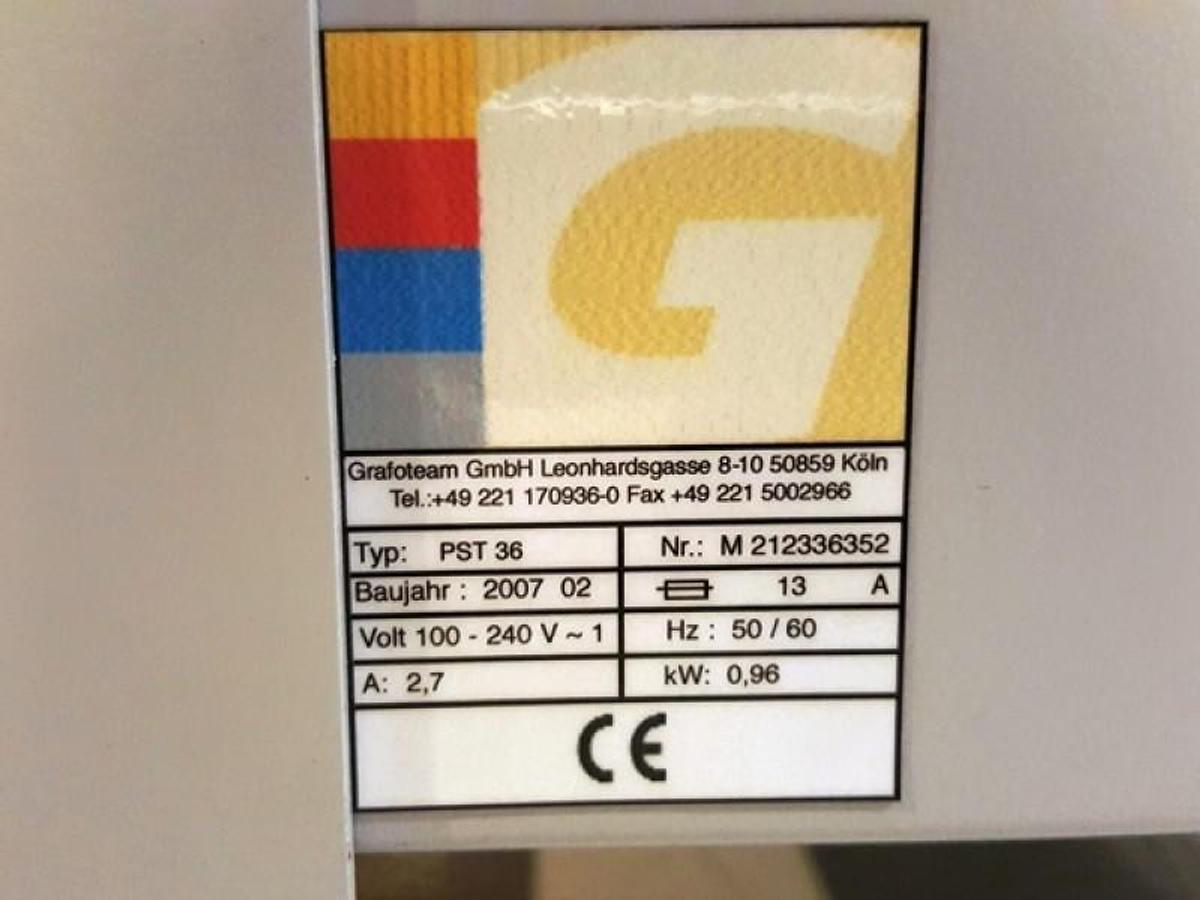 G
Grafoteam GmbH Leonhardsgasse 8-10 50859 Köln
Tel.:+49 221 170936-0 Fax +49 221 5002966
Typ: PST 36
Nr.: M 212336352
Baujahr : 2007 02
13 A
Volt 100 - 240 V ~ 1
Hz : 50 / 60
A: 2,7
kW: 0,96
CE